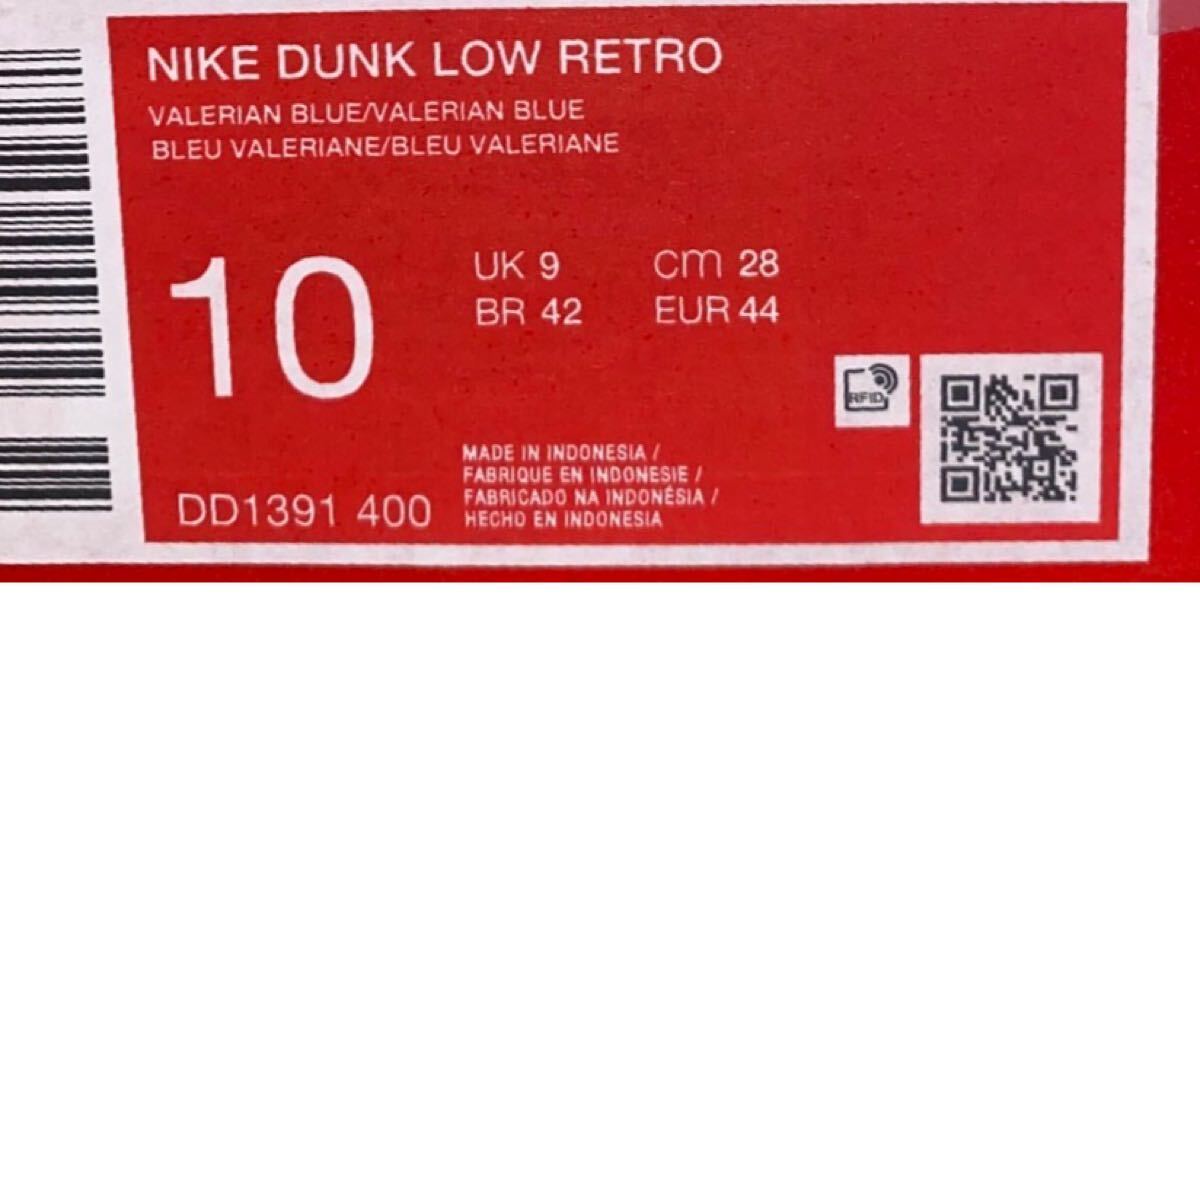 NIKE DUNK LOW RETRO
VALERIAN BLUE/VALERIAN BLUE
BLEU VALERIANE/BLEU VALERIANE
10
UK 9 cm 28
BR 42 EUR 44
RFID
MADE IN INDONESIA /
FABRIQUE EN INDONESIE /
FABRICADO NA INDONÉSIA /
HECHO EN INDONESIA
DD1391 400